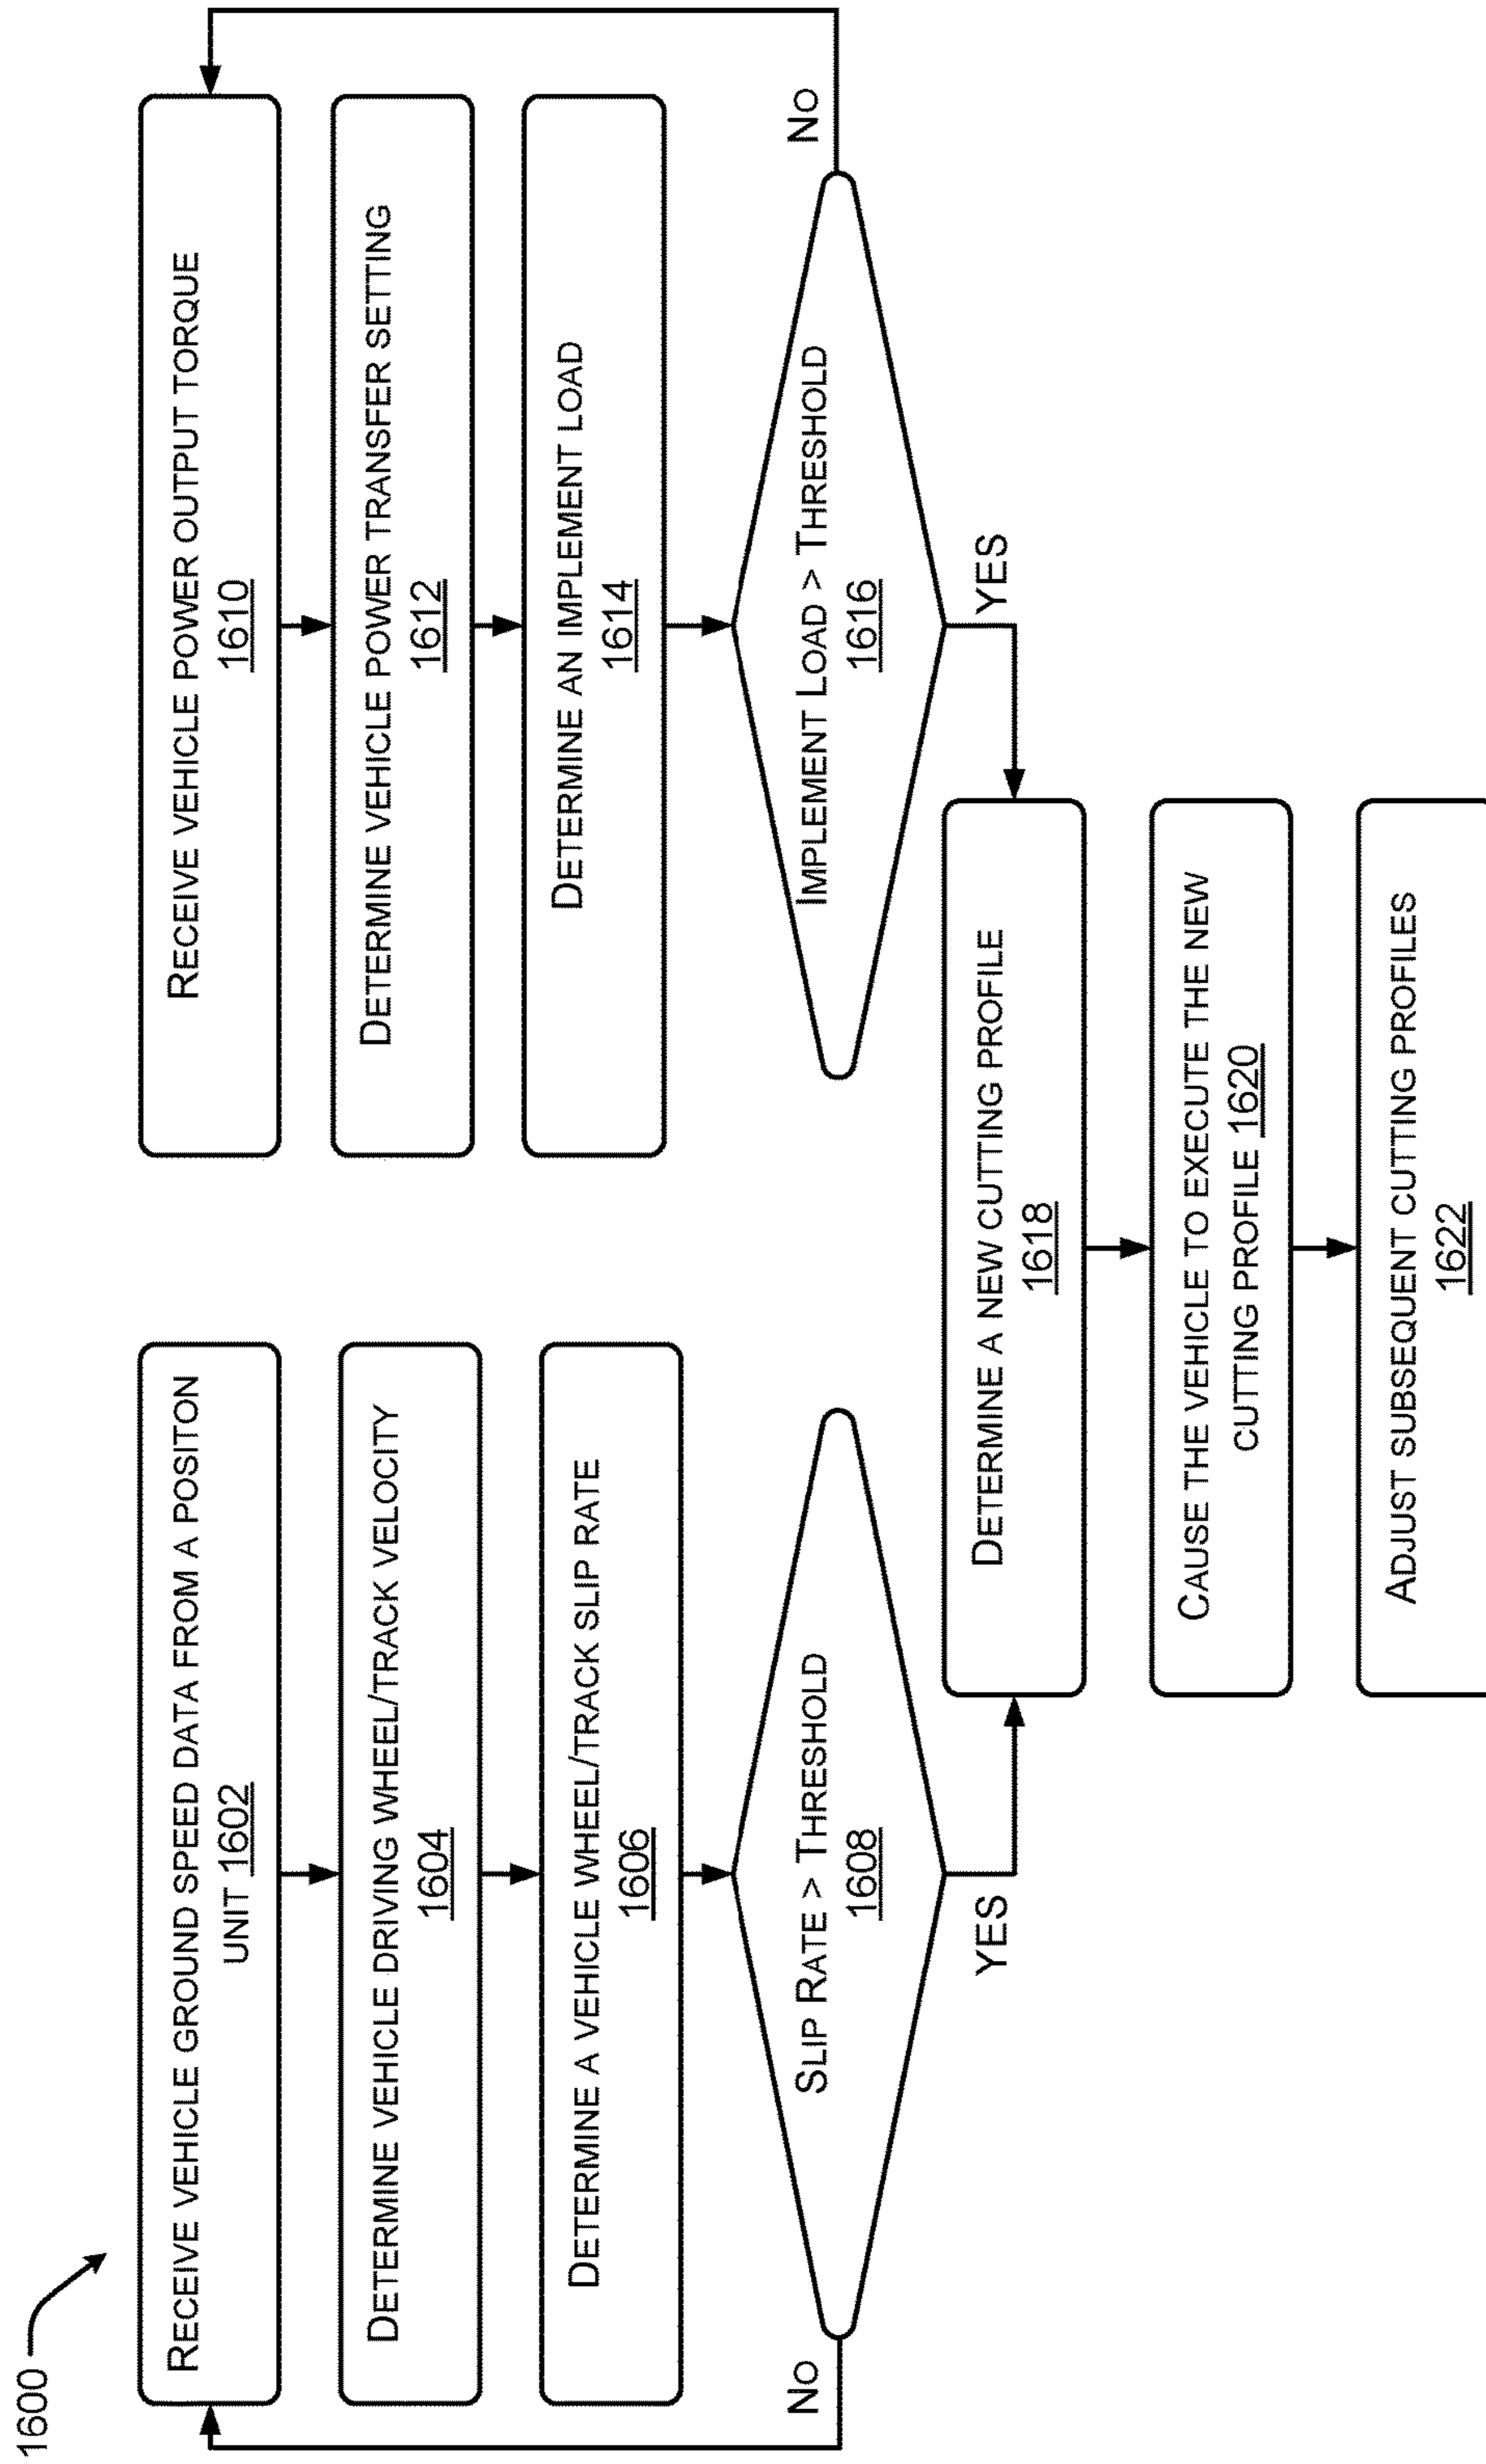 1600
RECEIVE VEHICLE GROUND SPEED DATA FROM A POSITON
UNIT 1602
DETERMINE VEHICLE DRIVING WHEEL/TRACK VELOCITY
1604
DETERMINE A VEHICLE WHEEL/TRACK SLIP RATE
1606
SLIP RATE > THRESHOLD
1608
NO
YES
RECEIVE VEHICLE POWER OUTPUT TORQUE
1610
DETERMINE VEHICLE POWER TRANSFER SETTING
1612
DETERMINE AN IMPLEMENT LOAD
1614
IMPLEMENT LOAD > THRESHOLD
1616
NO
YES
DETERMINE A NEW CUTTING PROFILE
1618
CAUSE THE VEHICLE TO EXECUTE THE NEW
CUTTING PROFILE 1620
ADJUST SUBSEQUENT CUTTING PROFILES
1622